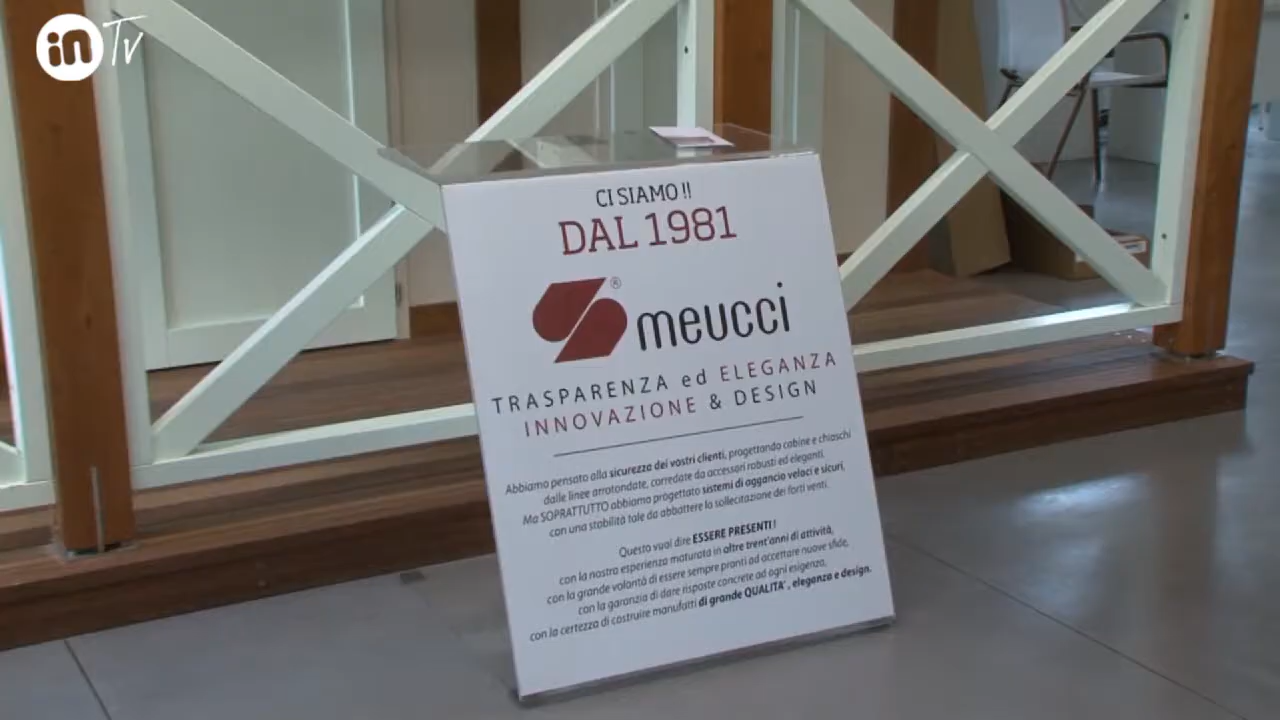 in Tv
CI SIAMO !!
DAL 1981
®
meucci
TRASPARENZA ed ELEGANZA
INNOVAZIONE & DESIGN
Abbiamo pensato alla sicurezza dei vostri clienti, progettando cabine e chioschi
dalle linee arrotondate, corredate da accessori robusti ed eleganti.
Ma SOPRATTUTTO abbiamo progettato sistemi di aggancio veloci e sicuri,
con una stabilità tale da abbattere la sollecitazione dei forti venti.
Questo vuol dire ESSERE PRESENTI !
con la nostra esperienza maturata in oltre trent'anni di attività,
con la grande volontà di essere sempre pronti ad accettare nuove sfide,
con la garanzia di dare risposte concrete ad ogni esigenza,
con la certezza di costruire manufatti di grande QUALITA' , eleganza e design.